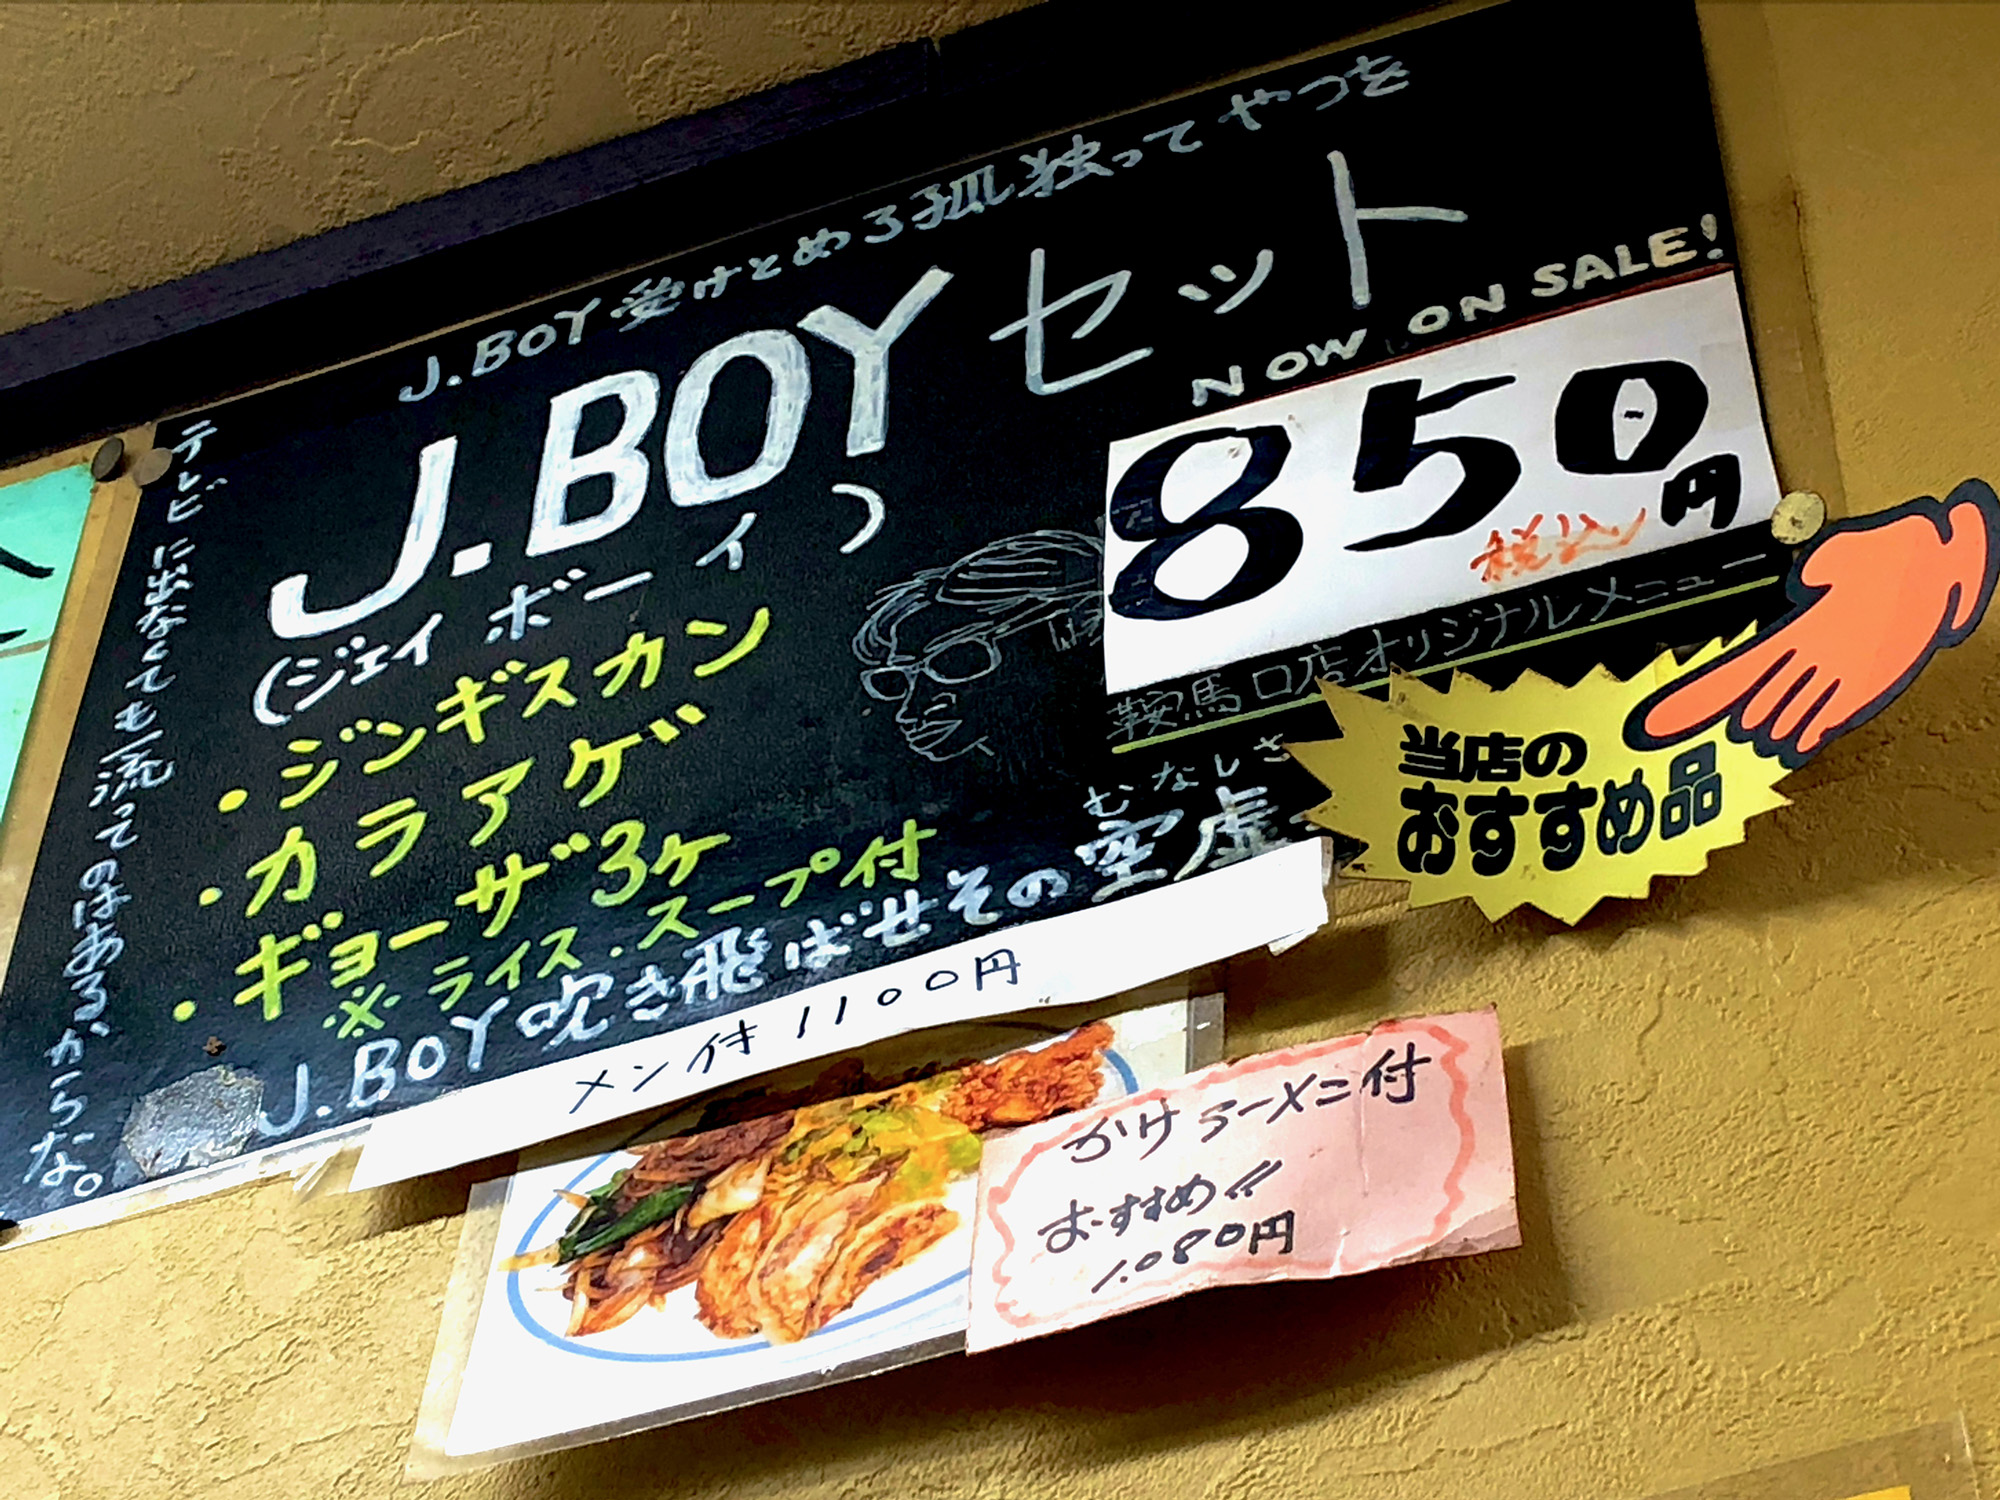 J.BOY受けとめろ孤独ってやつを
J.BOYセット
(ジェイ ボーイ)
NOW ON SALE!
850円
税込
・ジンギスカン
・カラアゲ
・ギョーザ3ケ
※ライス.スープ付
鞍馬口店オリジナルメニュー
当店の
おすすめ品
むなしさ
J.BOY吹き飛ばせその空虚
テレビに出なくても一流ってのはあるからな。
メン付1100円
かけラーメンニ付
おすすめ!!
1.080円